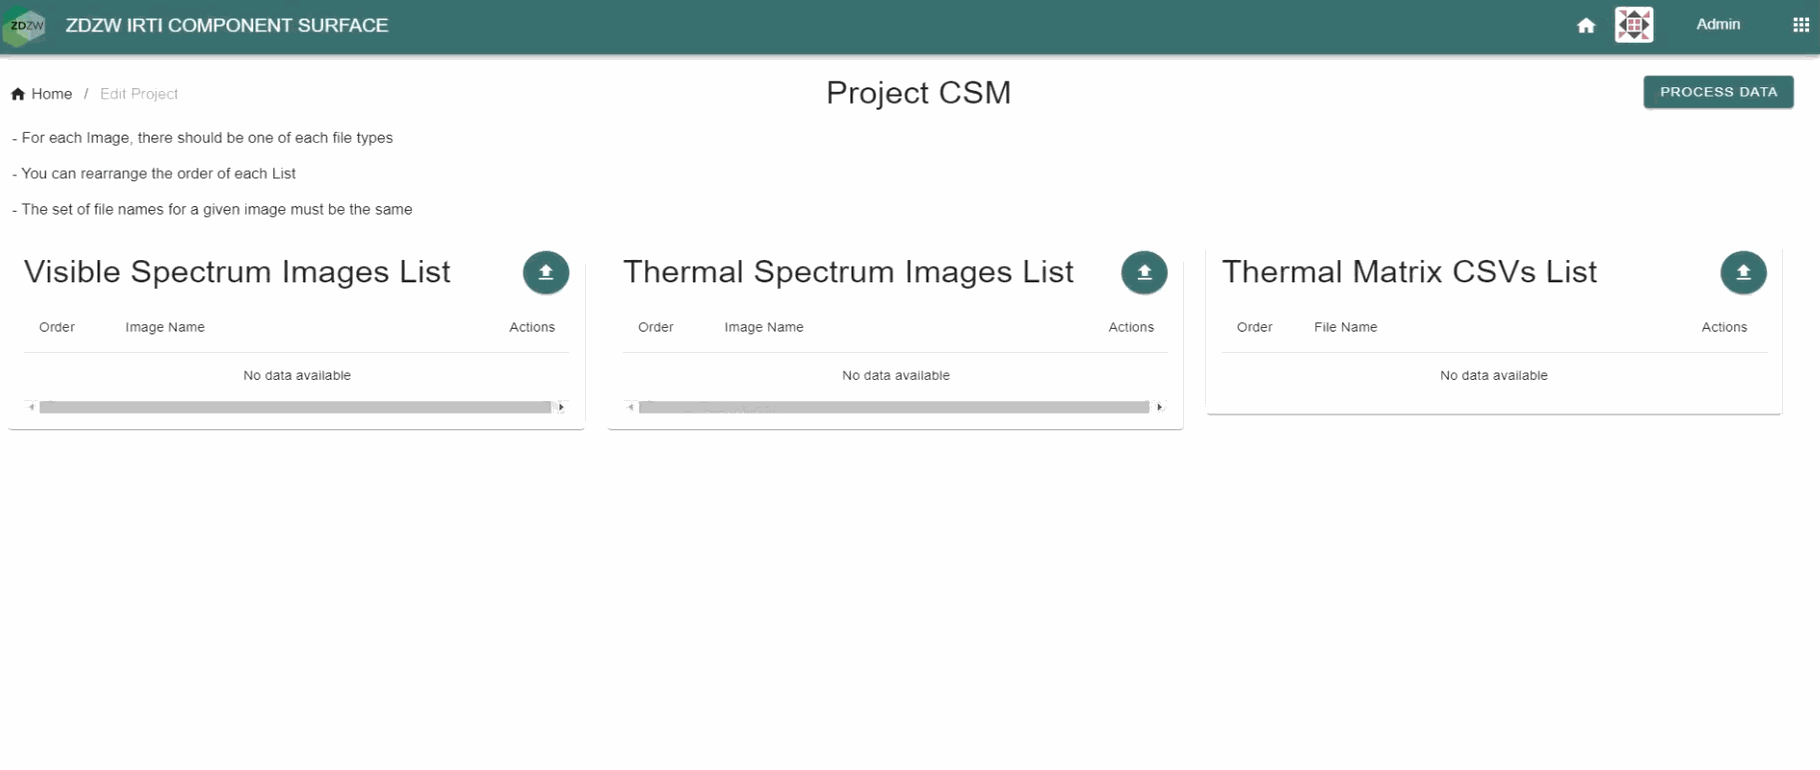 ZDZW
ZDZW IRTI COMPONENT SURFACE
Admin
Home / Edit Project
Project CSM
PROCESS DATA
- For each Image, there should be one of each file types
- You can rearrange the order of each List
- The set of file names for a given image must be the same
Visible Spectrum Images List
Order Image Name Actions
No data available
Thermal Spectrum Images List
Order Image Name Actions
No data available
Thermal Matrix CSVs List
Order File Name Actions
No data available